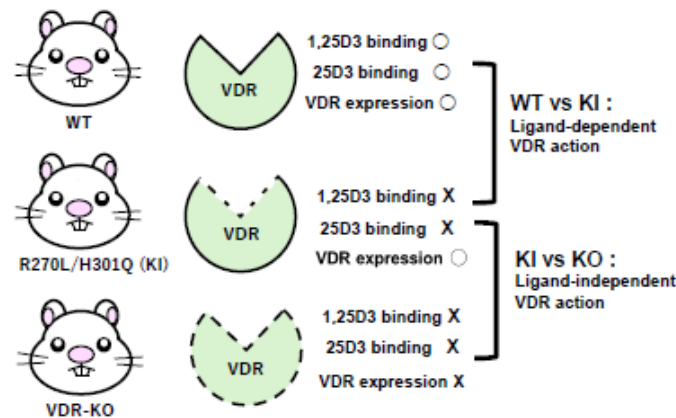 1,25D3 binding ○
25D3 binding ○
VDR expression ○
VDR
WT
WT vs KI :
Ligand-dependent
VDR action
1,25D3 binding X
25D3 binding X
VDR expression ○
VDR
R270L/H301Q (KI)
KI vs KO :
Ligand-independent
VDR action
1,25D3 binding X
25D3 binding X
VDR expression X
VDR
VDR-KO